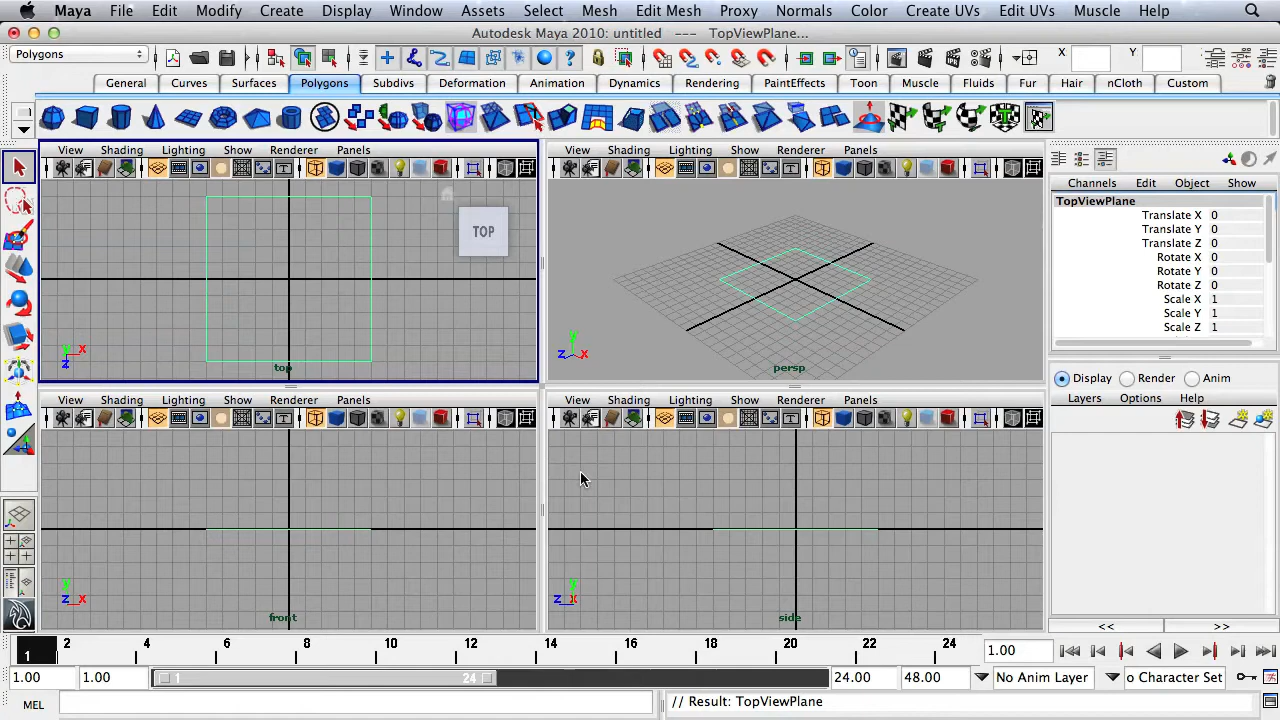 Maya File Edit Modify Create Display Window Assets Select Mesh Edit Mesh Proxy Normals Color Create UVs Edit UVs Muscle Help
Autodesk Maya 2010: untitled --- TopViewPlane...
Polygons X Y
General Curves Surfaces Polygons Subdivs Deformation Animation Dynamics Rendering PaintEffects Toon Muscle Fluids Fur Hair nCloth Custom
View Shading Lighting Show Renderer Panels
View Shading Lighting Show Renderer Panels
TOP
y x
z
top
y
z x
persp
View Shading Lighting Show Renderer Panels
View Shading Lighting Show Renderer Panels
y
z x
front
y
z x
side
Channels Edit Object Show
TopViewPlane
Translate X 0
Translate Y 0
Translate Z 0
Rotate X 0
Rotate Y 0
Rotate Z 0
Scale X 1
Scale Y 1
Scale Z 1
Display Render Anim
Layers Options Help
<< >>
1 2 4 6 8 10 12 14 16 18 20 22 24 1.00
1.00 1.00 1 24 24.00 48.00 No Anim Layer o Character Set
MEL // Result: TopViewPlane